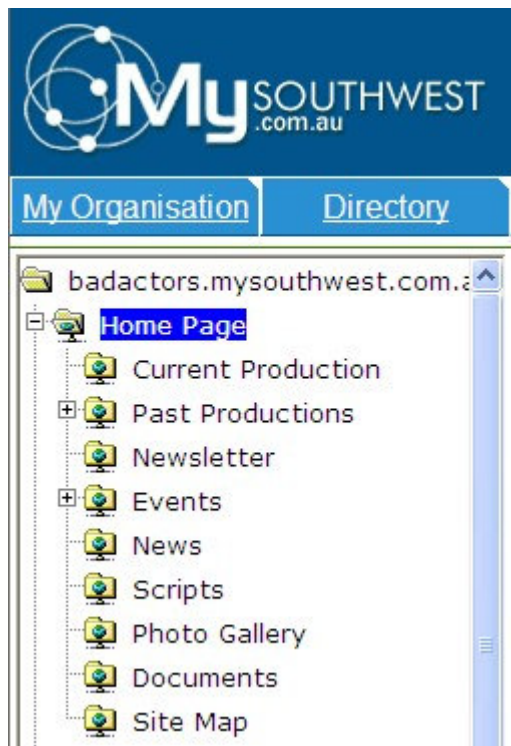 My SOUTHWEST
.com.au
My Organisation Directory
badactors.mysouthwest.com.a
Home Page
Current Production
Past Productions
Newsletter
Events
News
Scripts
Photo Gallery
Documents
Site Map